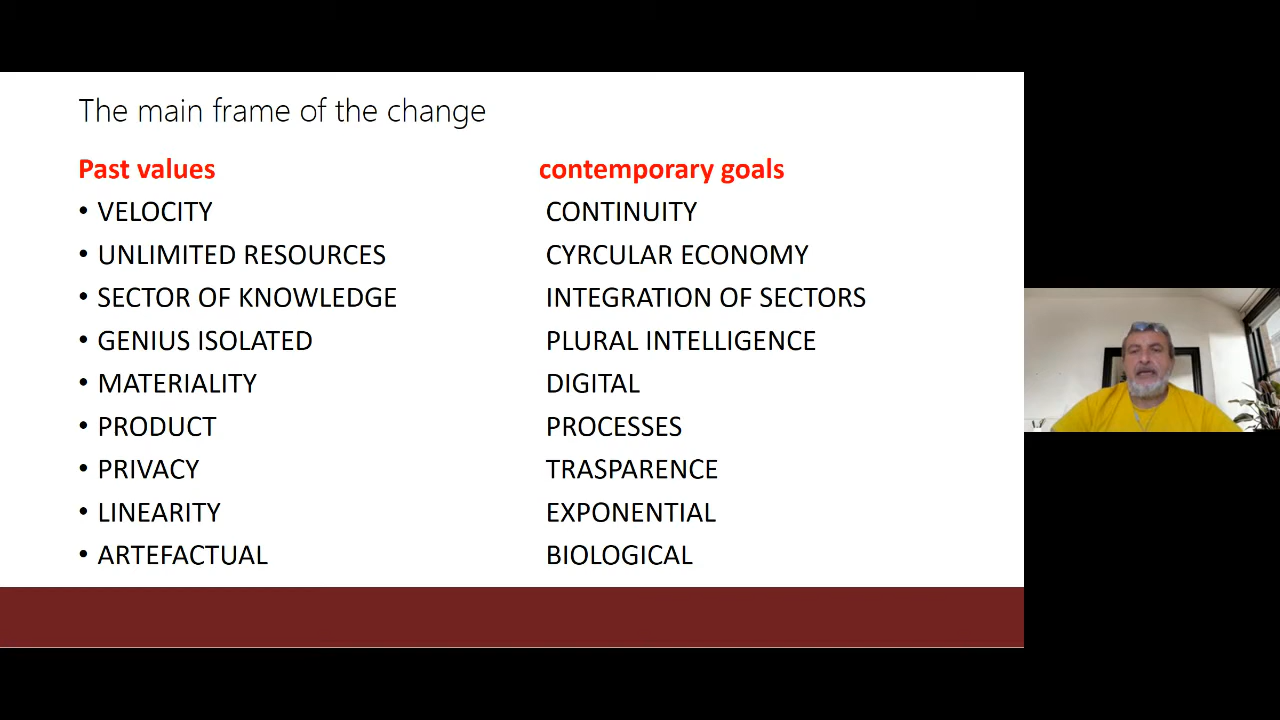 The main frame of the change
Past values contemporary goals
• VELOCITY CONTINUITY
• UNLIMITED RESOURCES CYRCULAR ECONOMY
• SECTOR OF KNOWLEDGE INTEGRATION OF SECTORS
• GENIUS ISOLATED PLURAL INTELLIGENCE
• MATERIALITY DIGITAL
• PRODUCT PROCESSES
• PRIVACY TRASPARENCE
• LINEARITY EXPONENTIAL
• ARTEFACTUAL BIOLOGICAL